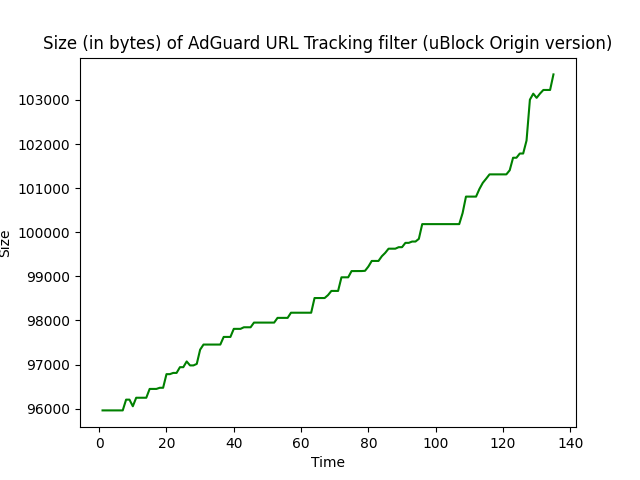 Size (in bytes) of AdGuard URL Tracking filter (uBlock Origin version)
103000
102000
101000
100000
99000
98000
97000
96000
Size
0 20 40 60 80 100 120 140
Time